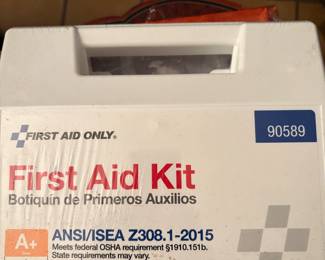 FIRST AID ONLY®
90589
First Aid Kit
Botiquín de Primeros Auxilios
A+
ANSI/ISEA Z308.1-2015
Meets federal OSHA requirement §1910.151b.
State requirements may vary.